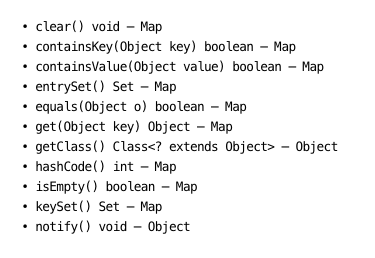 • clear() void – Map
• containsKey(Object key) boolean – Map
• containsValue(Object value) boolean – Map
• entrySet() Set – Map
• equals(Object o) boolean – Map
• get(Object key) Object – Map
• getClass() Class<? extends Object> – Object
• hashCode() int – Map
• isEmpty() boolean – Map
• keySet() Set – Map
• notify() void – Object